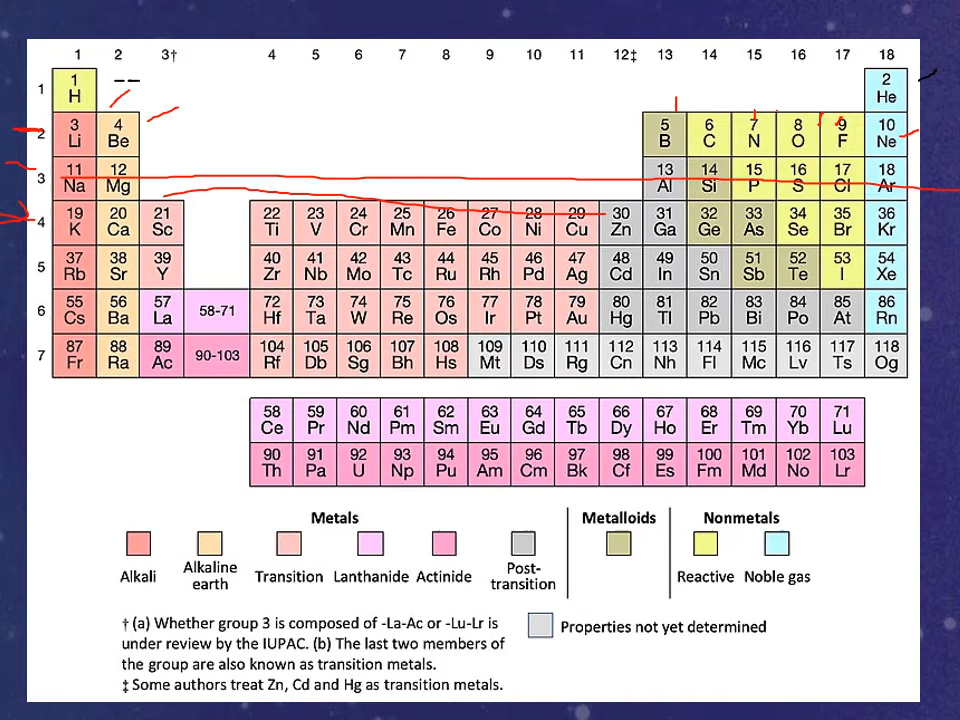 1 2 3† 4 5 6 7 8 9 10 11 12‡ 13 14 15 16 17 18
1 1 H 2 He
2 3 Li 4 Be 5 B 6 C 7 N 8 O 9 F 10 Ne
3 11 Na 12 Mg 13 Al 14 Si 15 P 16 S 17 Cl 18 Ar
4 19 K 20 Ca 21 Sc 22 Ti 23 V 24 Cr 25 Mn 26 Fe 27 Co 28 Ni 29 Cu 30 Zn 31 Ga 32 Ge 33 As 34 Se 35 Br 36 Kr
5 37 Rb 38 Sr 39 Y 40 Zr 41 Nb 42 Mo 43 Tc 44 Ru 45 Rh 46 Pd 47 Ag 48 Cd 49 In 50 Sn 51 Sb 52 Te 53 I 54 Xe
6 55 Cs 56 Ba 57 La 58-71 72 Hf 73 Ta 74 W 75 Re 76 Os 77 Ir 78 Pt 79 Au 80 Hg 81 Tl 82 Pb 83 Bi 84 Po 85 At 86 Rn
7 87 Fr 88 Ra 89 Ac 90-103 104 Rf 105 Db 106 Sg 107 Bh 108 Hs 109 Mt 110 Ds 111 Rg 112 Cn 113 Nh 114 Fl 115 Mc 116 Lv 117 Ts 118 Og
58 Ce 59 Pr 60 Nd 61 Pm 62 Sm 63 Eu 64 Gd 65 Tb 66 Dy 67 Ho 68 Er 69 Tm 70 Yb 71 Lu
90 Th 91 Pa 92 U 93 Np 94 Pu 95 Am 96 Cm 97 Bk 98 Cf 99 Es 100 Fm 101 Md 102 No 103 Lr
Metals Metalloids Nonmetals
Alkali Alkaline earth Transition Lanthanide Actinide Post-transition Reactive Noble gas
† (a) Whether group 3 is composed of -La-Ac or -Lu-Lr is
under review by the IUPAC. (b) The last two members of
the group are also known as transition metals.
‡ Some authors treat Zn, Cd and Hg as transition metals.
Properties not yet determined